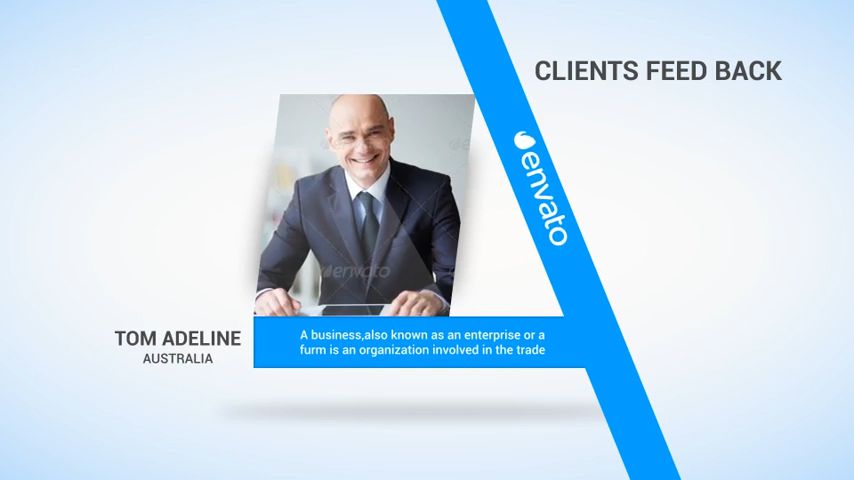 CLIENTS FEED BACK
envato
envato
TOM ADELINE
AUSTRALIA
A business,also known as an enterprise or a
furm is an organization involved in the trade